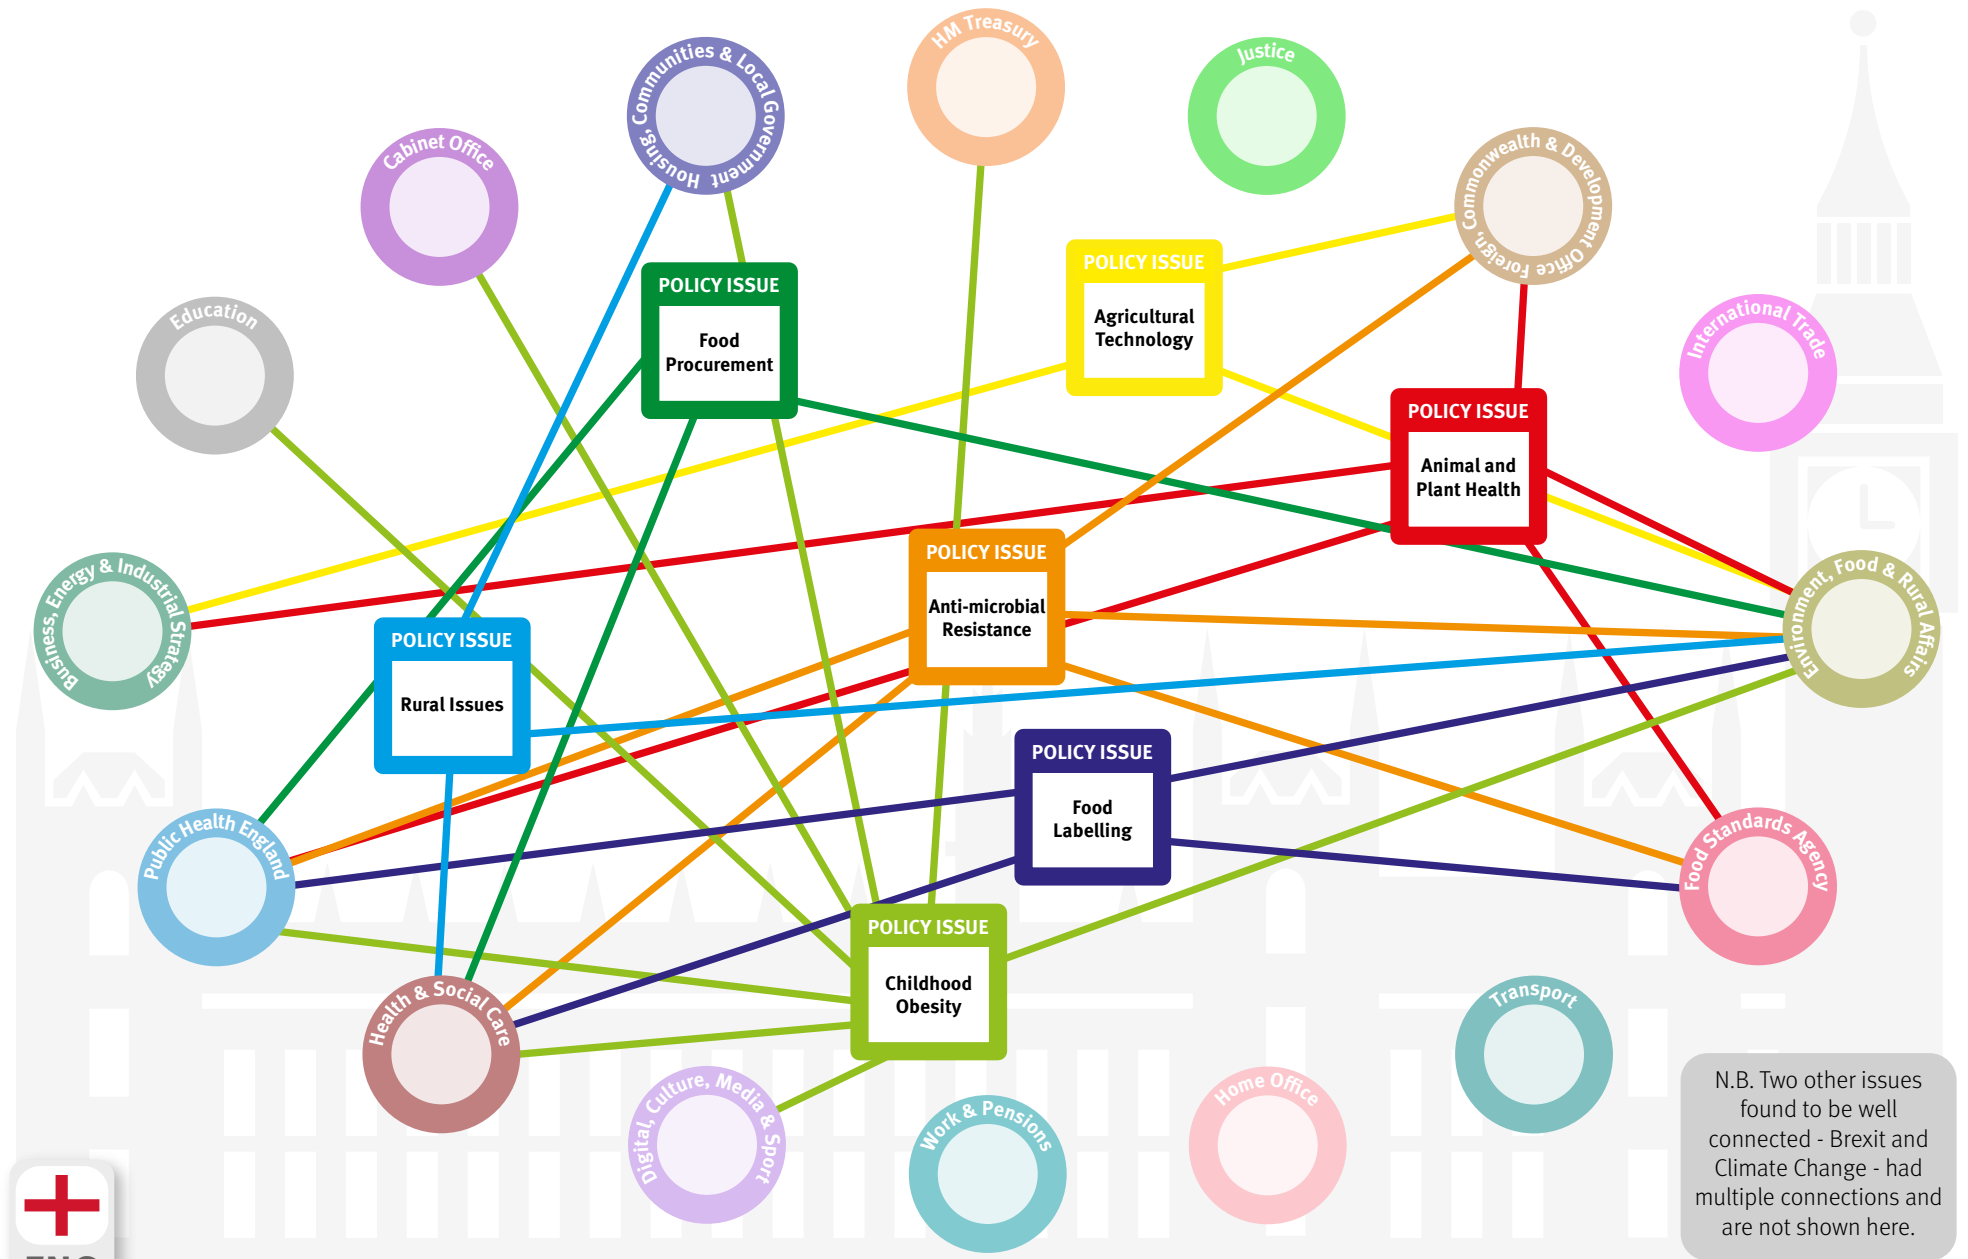 HM Treasury
Justice
Housing, Communities & Local Government
Cabinet Office
Foreign, Commonwealth & Development Office
Education
International Trade
POLICY ISSUE
Agricultural
Technology
POLICY ISSUE
Food
Procurement
POLICY ISSUE
Animal and
Plant Health
POLICY ISSUE
Anti-microbial
Resistance
Business, Energy & Industrial Strategy
Environment, Food & Rural Affairs
POLICY ISSUE
Rural Issues
POLICY ISSUE
Food
Labelling
Public Health England
Food Standards Agency
POLICY ISSUE
Childhood
Obesity
Health & Social Care
Transport
Digital, Culture, Media & Sport
Work & Pensions
Home Office
N.B. Two other issues
found to be well
connected - Brexit and
Climate Change - had
multiple connections and
are not shown here.